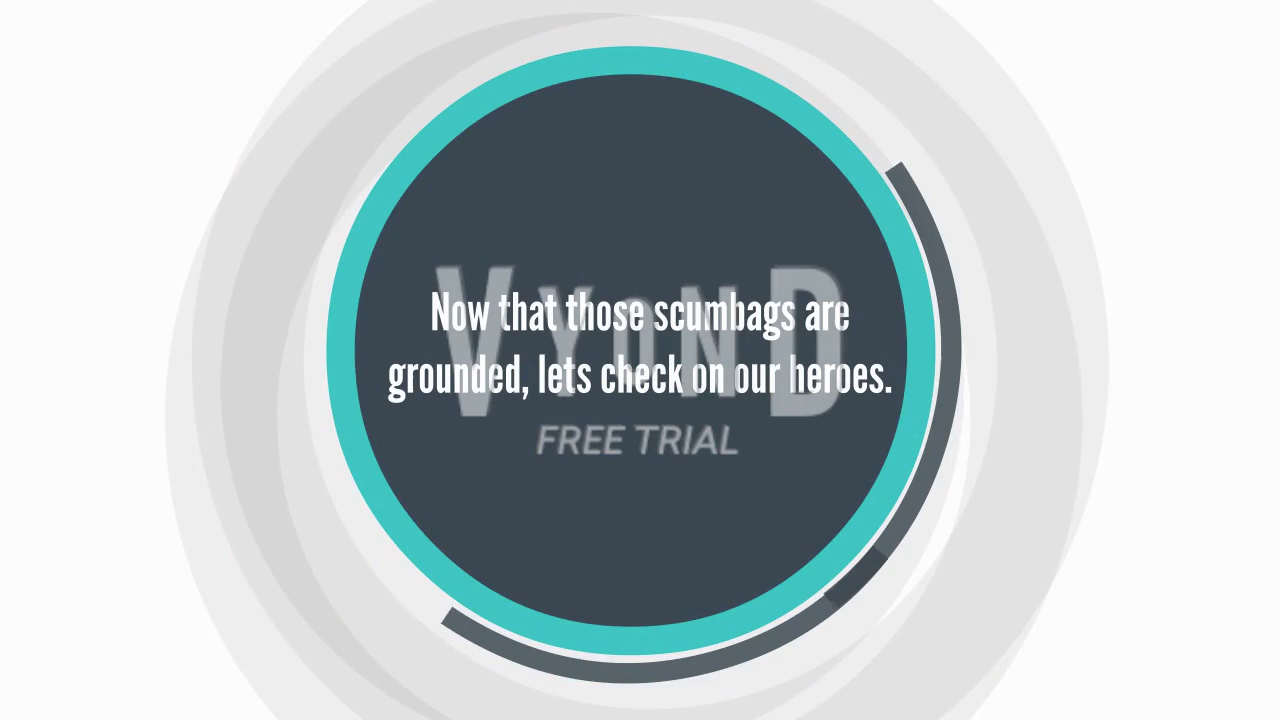 Now that those scumbags are
grounded, lets check on our heroes.
VYOND
FREE TRIAL